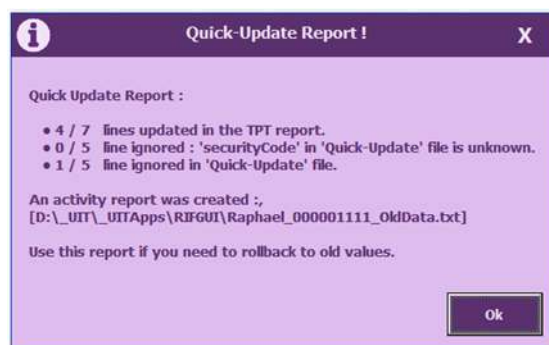 Quick-Update Report !
X
Quick Update Report :
● 4 / 7 lines updated in the TPT report.
● 0 / 5 line ignored : 'securityCode' in 'Quick-Update' file is unknown.
● 1 / 5 line ignored in 'Quick-Update' file.
An activity report was created :,
[D:\_UIT\_UITApps\RIFGUI\Raphael_000001111_OldData.txt]
Use this report if you need to rollback to old values.
Ok